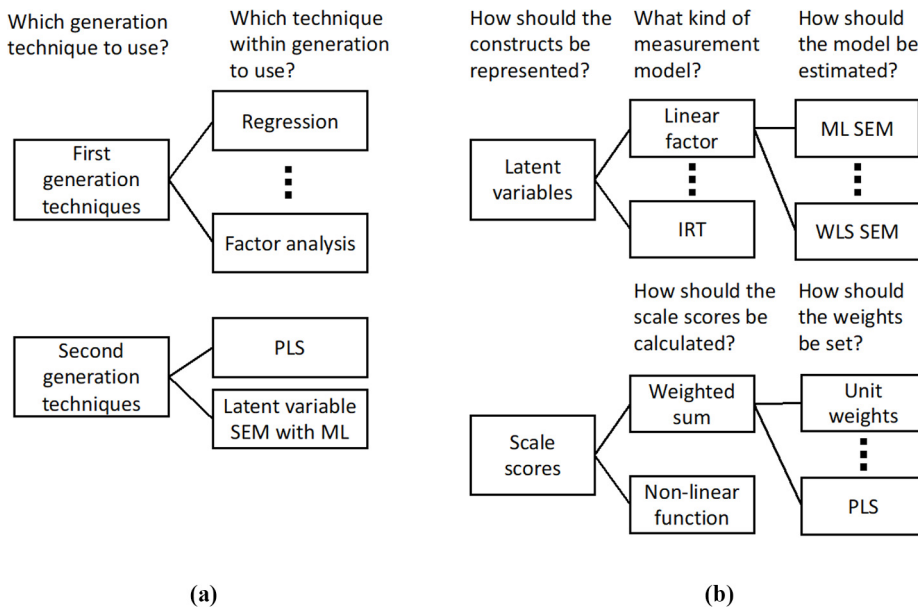 Which generation
technique to use?
Which technique
within generation
to use?
First
generation
techniques
Regression
Factor analysis
Second
generation
techniques
PLS
Latent variable
SEM with ML
(a)
How should the
constructs be
represented?
What kind of
measurement
model?
How should
the model be
estimated?
Latent
variables
Linear
factor
IRT
ML SEM
WLS SEM
How should the
scale scores be
calculated?
How should
the weights
be set?
Scale
scores
Weighted
sum
Non-linear
function
Unit
weights
PLS
(b)